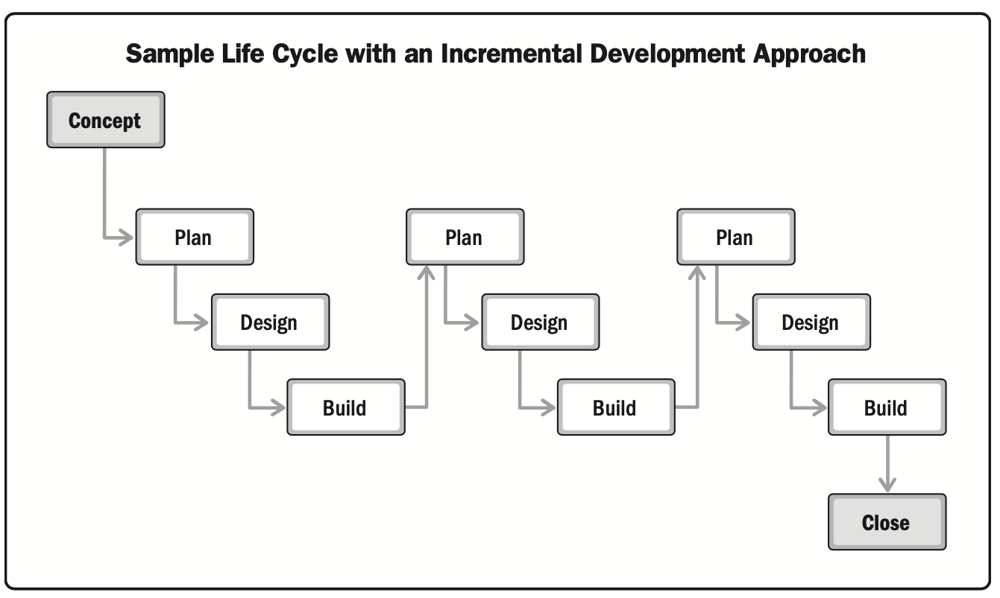 Sample Life Cycle with an Incremental Development Approach
Concept
Plan
Plan
Plan
Design
Design
Design
Build
Build
Build
Close